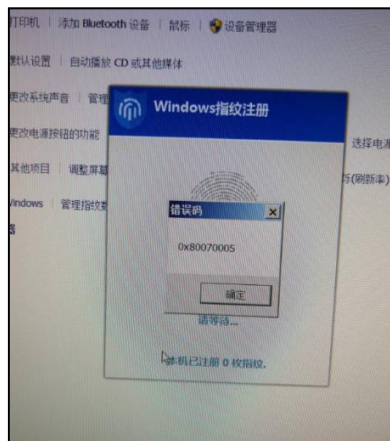 打印机 | 添加 Bluetooth 设备 | 鼠标 | 设备管理器
默认设置 | 自动播放 CD 或其他媒体
更改系统声音 | 管理
Windows指纹注册
更改电源按钮的功能
选择电源
其他项目 | 调整屏幕
(刷新率)
Windows | 管理指纹数
器
错误码
0x80070005
确定
请等待...
本机已注册 0 枚指纹.